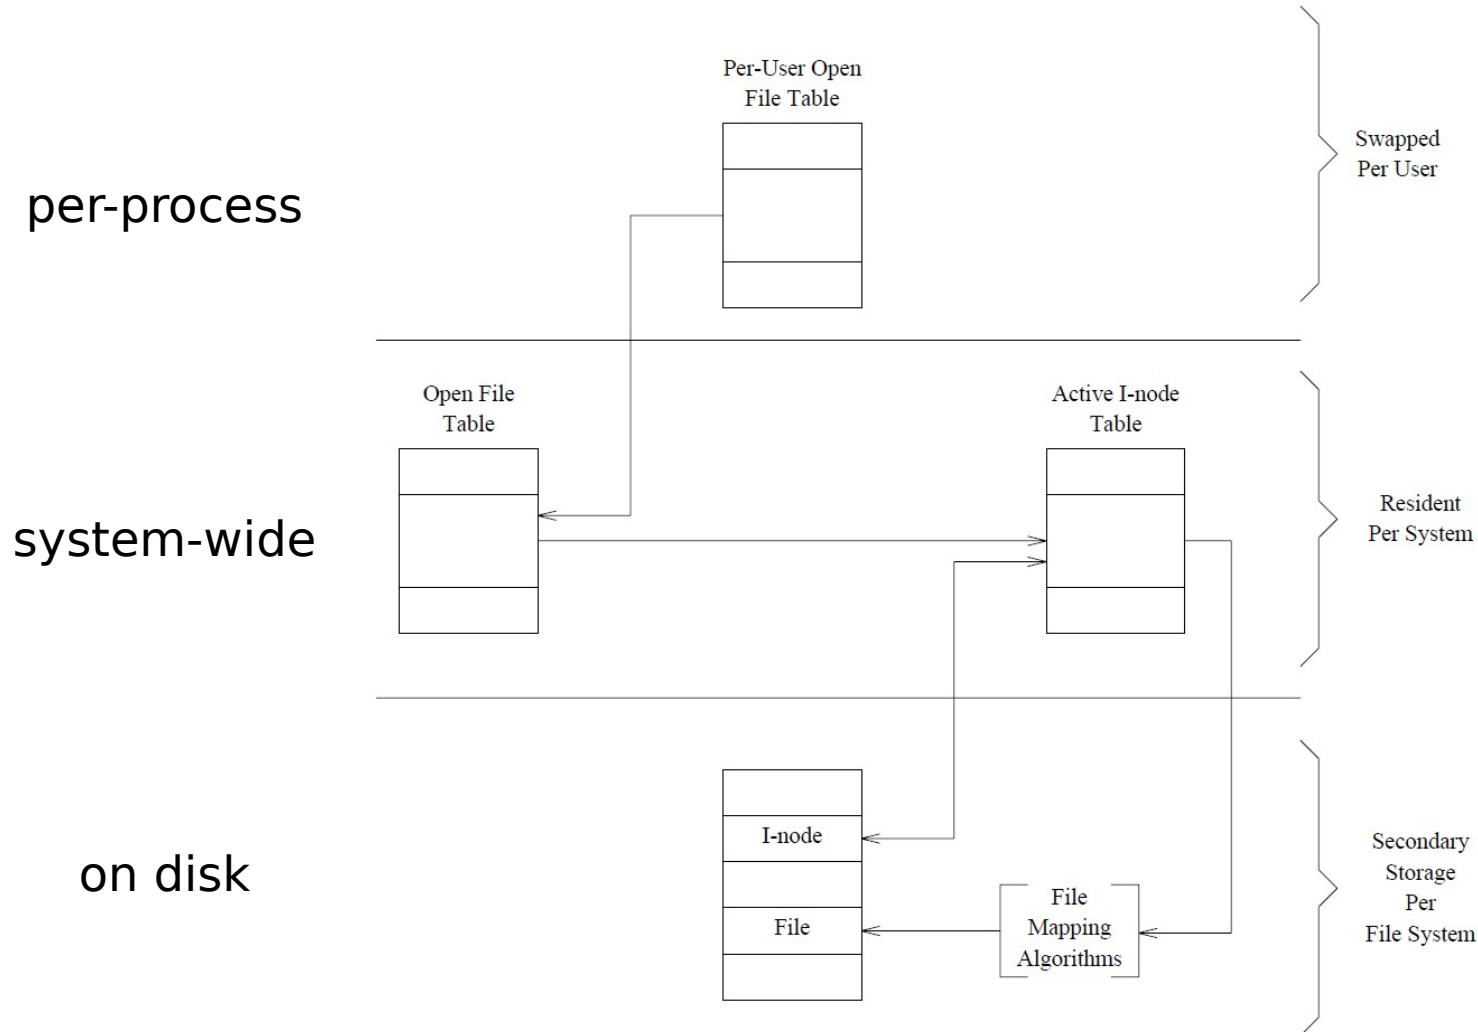 Per-User Open
File Table
Swapped
Per User
per-process
Open File
Table
Active I-node
Table
Resident
Per System
system-wide
I-node
File
File
Mapping
Algorithms
Secondary
Storage
Per
File System
on disk